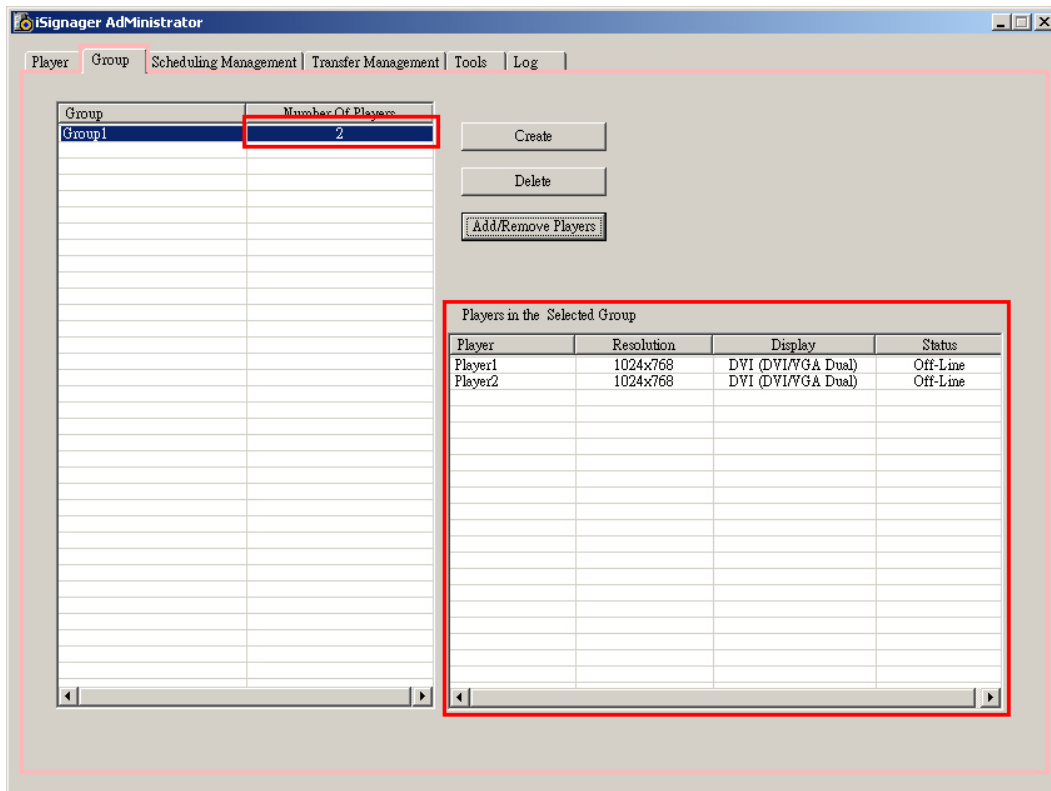 iSignager AdMinistrator
Player Group Scheduling Management Transfer Management Tools Log
Group Number Of Players
Group1 2
Create
Delete
Add/Remove Players
Players in the Selected Group
Player Resolution Display Status
Player1 1024x768 DVI (DVI/VGA Dual) Off-Line
Player2 1024x768 DVI (DVI/VGA Dual) Off-Line